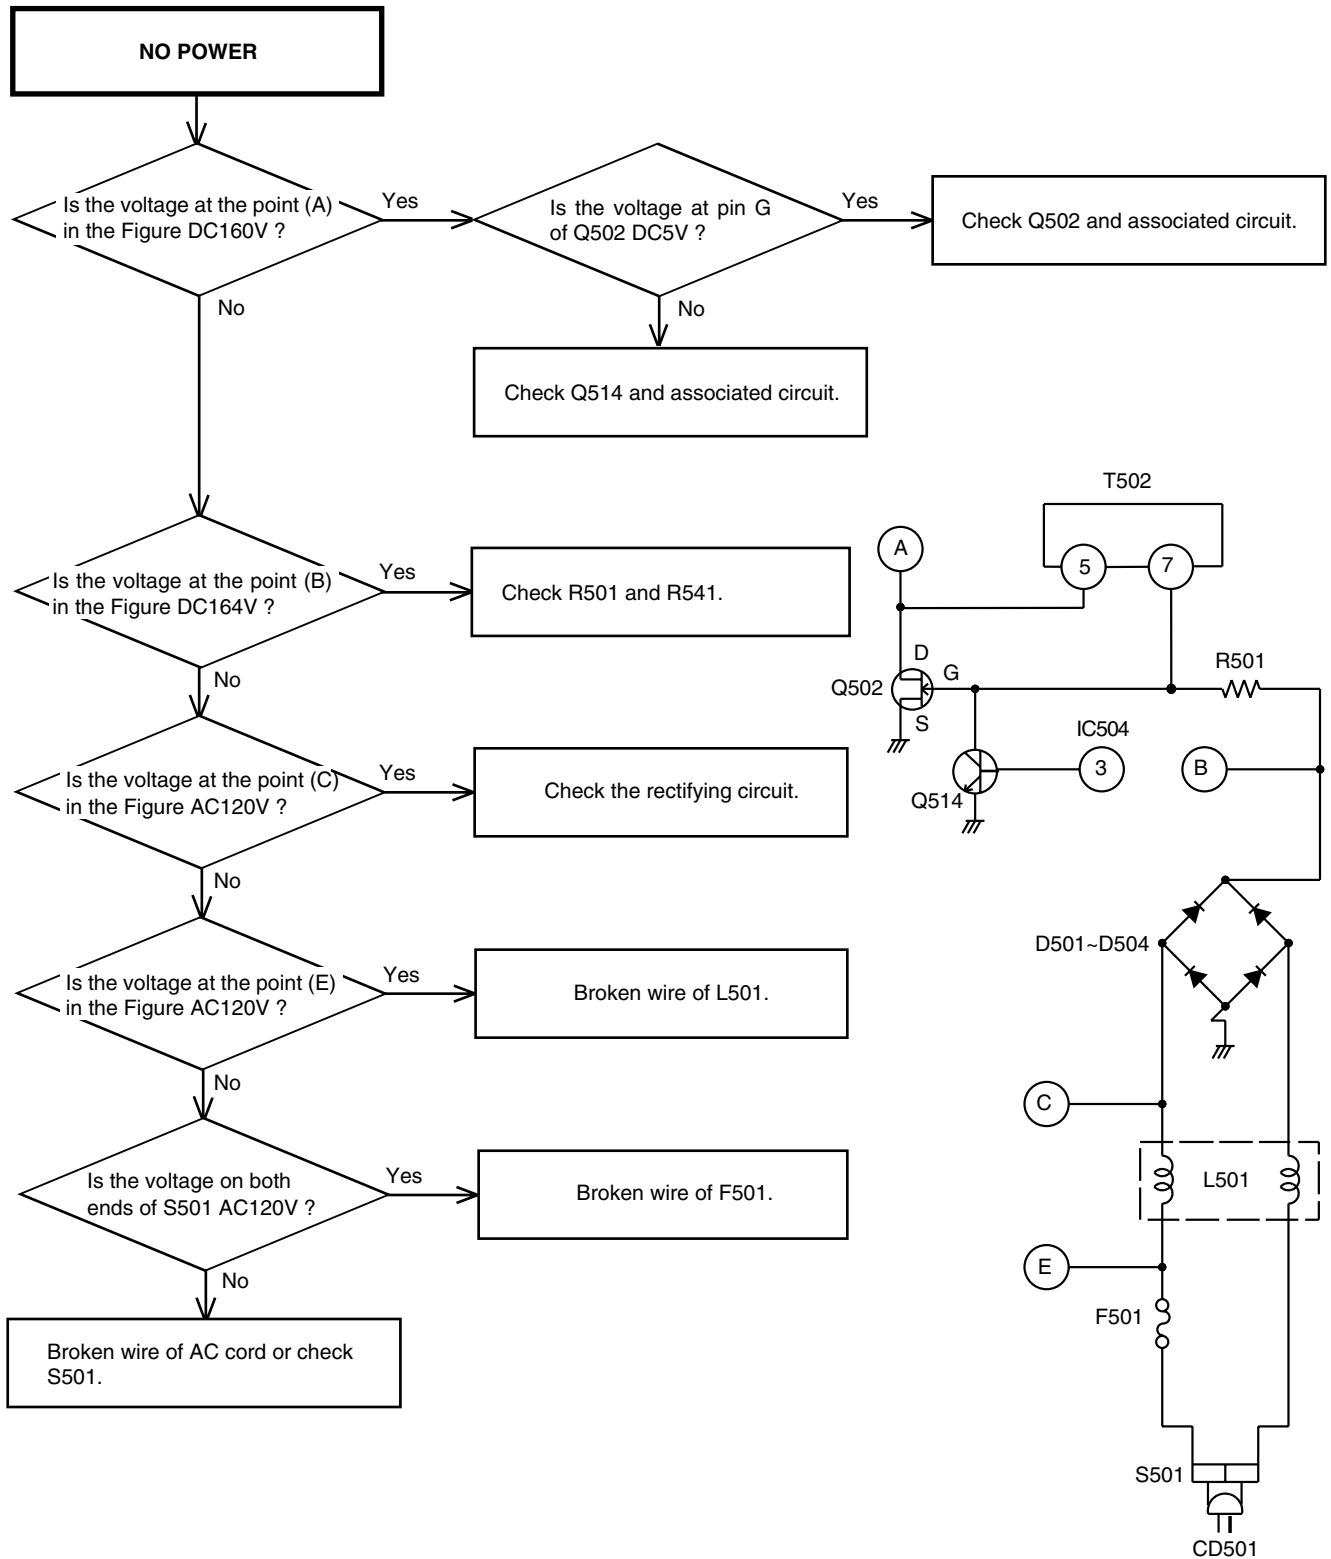 NO POWER
Is the voltage at the point (A)
in the Figure DC160V ?
Yes
Is the voltage at pin G
of Q502 DC5V ?
Yes
Check Q502 and associated circuit.
No
No
Check Q514 and associated circuit.
Is the voltage at the point (B)
in the Figure DC164V ?
Yes
Check R501 and R541.
No
Is the voltage at the point (C)
in the Figure AC120V ?
Yes
Check the rectifying circuit.
No
Is the voltage at the point (E)
in the Figure AC120V ?
Yes
Broken wire of L501.
No
Is the voltage on both
ends of S501 AC120V ?
Yes
Broken wire of F501.
No
Broken wire of AC cord or check
S501.
T502
A
5
7
D
G
R501
Q502
S
IC504
3
B
Q514
D501~D504
C
L501
E
F501
S501
CD501